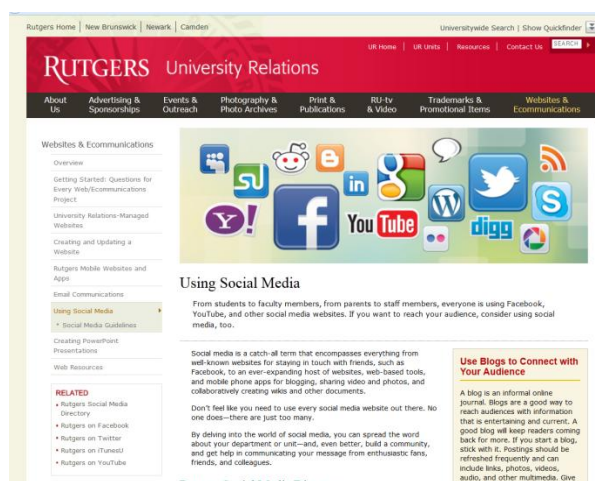 Rutgers Home | New Brunswick | Newark | Camden
Universitywide Search | Show Quickfinder
UR Home | UR Units | Resources | Contact Us
SEARCH
RUTGERS University Relations
About Us
Advertising & Sponsorships
Events & Outreach
Photography & Photo Archives
Print & Publications
RU-tv & Video
Trademarks & Promotional Items
Websites & Ecommunications
Websites & Ecommunications
Overview
Getting Started: Questions for
Every Web/Ecommunications
Project
University Relations-Managed
Websites
Creating and Updating a
Website
Rutgers Mobile Websites and
Apps
Email Communications
Using Social Media
Social Media Guidelines
Creating PowerPoint
Presentations
Web Resources
RELATED
Rutgers Social Media
Directory
Rutgers on Facebook
Rutgers on Twitter
Rutgers on iTunesU
Rutgers on YouTube
Y!
f
in
You Tube
g
W
digg
S
Using Social Media
From students to faculty members, from parents to staff members, everyone is using Facebook,
YouTube, and other social media websites. If you want to reach your audience, consider using social
media, too.
Social media is a catch-all term that encompasses everything from
well-known websites for staying in touch with friends, such as
Facebook, to an ever-expanding host of websites, web-based tools,
and mobile phone apps for blogging, sharing video and photos, and
collaboratively creating wikis and other documents.
Don't feel like you need to use every social media website out there. No
one does—there are just too many.
By delving into the world of social media, you can spread the word
about your department or unit—and, even better, build a community,
and get help in communicating your message from enthusiastic fans,
friends, and colleagues.
Use Blogs to Connect with
Your Audience
A blog is an informal online
journal. Blogs are a good way to
reach audiences with information
that is entertaining and current. A
good blog will keep readers coming
back for more. If you start a blog,
stick with it. Postings should be
refreshed frequently and can
include links, photos, videos,
audio, and other multimedia. Give